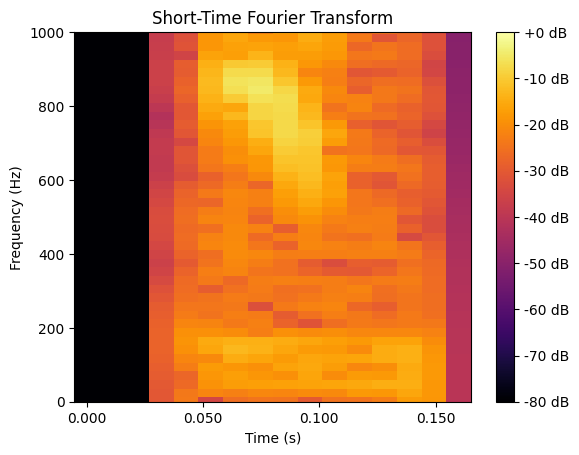 Short-Time Fourier Transform
1000
800
600
400
200
0
Frequency (Hz)
0.000
0.050
0.100
0.150
Time (s)
+0 dB
-10 dB
-20 dB
-30 dB
-40 dB
-50 dB
-60 dB
-70 dB
-80 dB